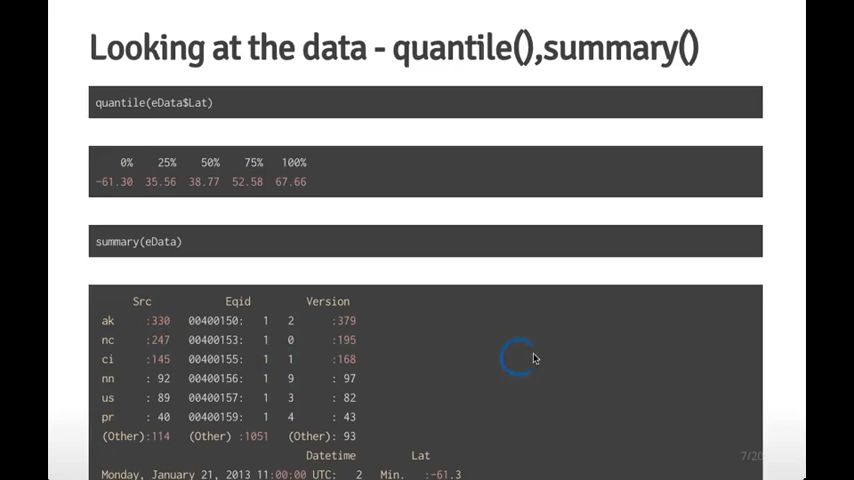 Looking at the data - quantile(),summary()
quantile(eData$Lat)
0% 25% 50% 75% 100%
-61.30 35.56 38.77 52.58 67.66
summary(eData)
Src Eqid Version
ak :330 00400150: 1 2 :379
nc :247 00400153: 1 0 :195
ci :145 00400155: 1 1 :168
nn : 92 00400156: 1 9 : 97
us : 89 00400157: 1 3 : 82
pr : 40 00400159: 1 4 : 43
(Other):114 (Other) :1051 (Other): 93
Datetime Lat
Monday, January 21, 2013 11:00:00 UTC: 2 Min. :-61.3
7/20